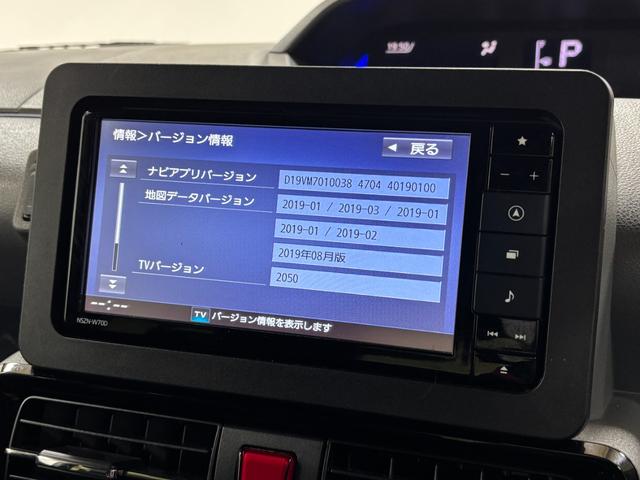 19:50
P
情報>バージョン情報
◀ 戻る
ナビアプリバージョン D19VM7010038 4704 40190100
地図データバージョン 2019-01 / 2019-03 / 2019-01
2019-01 / 2019-02
2019年08月版
TVバージョン 2050
--:--
TV バージョン情報を表示します
NSZN-W70D